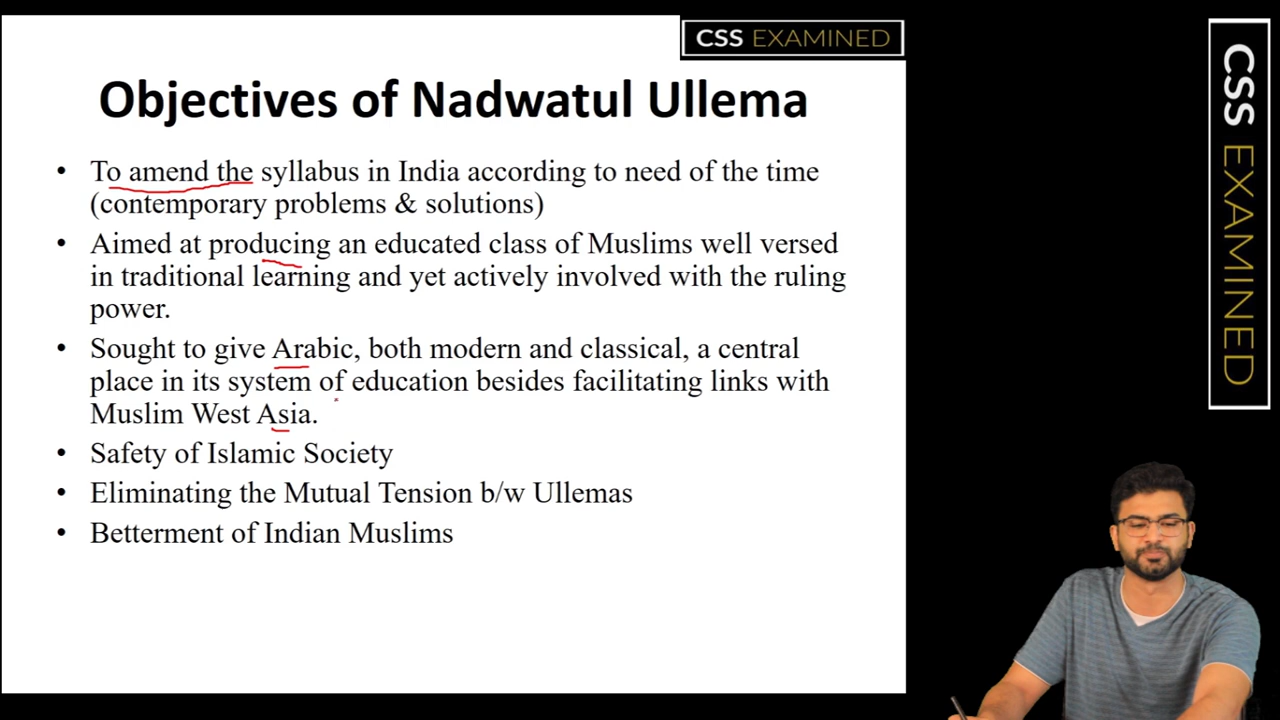 CSS EXAMINED
Objectives of Nadwatul Ullema
• To amend the syllabus in India according to need of the time
(contemporary problems & solutions)
• Aimed at producing an educated class of Muslims well versed
in traditional learning and yet actively involved with the ruling
power.
• Sought to give Arabic, both modern and classical, a central
place in its system of education besides facilitating links with
Muslim West Asia.
• Safety of Islamic Society
• Eliminating the Mutual Tension b/w Ullemas
• Betterment of Indian Muslims
CSS EXAMINED